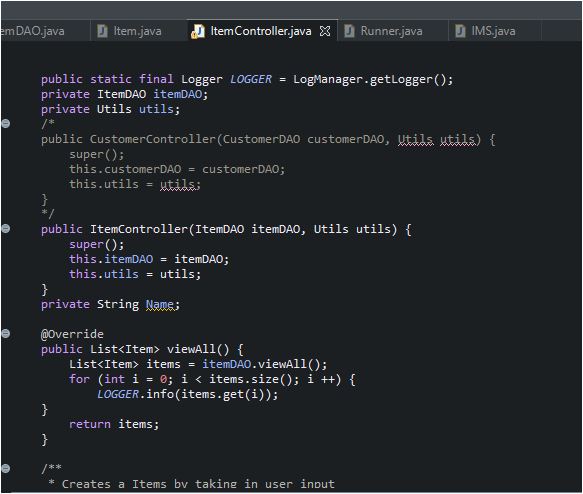 emDAO.java Item.java ItemController.java Runner.java IMS.java
public static final Logger LOGGER = LogManager.getLogger();
private ItemDAO itemDAO;
private Utils utils;
/*
public CustomerController(CustomerDAO customerDAO, Utils utils) {
super();
this.customerDAO = customerDAO;
this.utils = utils;
}
*/
public ItemController(ItemDAO itemDAO, Utils utils) {
super();
this.itemDAO = itemDAO;
this.utils = utils;
}
private String Name;
@Override
public List<Item> viewAll() {
List<Item> items = itemDAO.viewAll();
for (int i = 0; i < items.size(); i ++) {
LOGGER.info(items.get(i));
}
return items;
}
/**
* Creates a Items by taking in user input